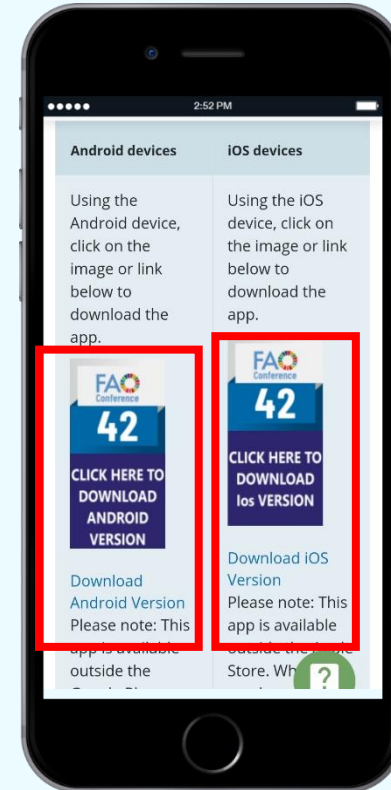 2:52 PM
Android devices
iOS devices
Using the
Android device,
click on the
image or link
below to
download the
app.
FAO
Conference
42
CLICK HERE TO
DOWNLOAD
ANDROID
VERSION
Download
Android Version
Please note: This
app is available
outside the
Using the iOS
device, click on
the image or link
below to
download the
app.
FAO
Conference
42
CLICK HERE TO
DOWNLOAD
Ios VERSION
Download iOS
Version
Please note: This
app is available
outside the
Store. Wh
?